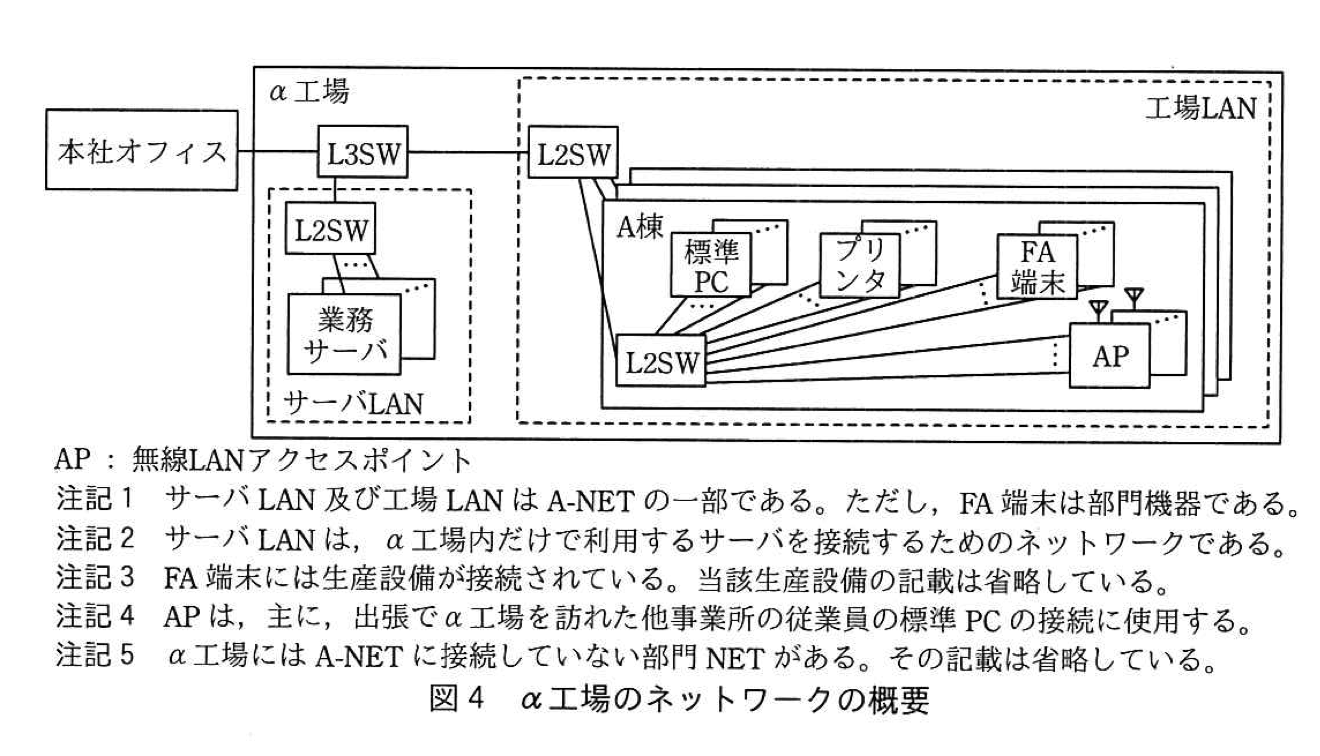 α工場
工場LAN
本社オフィス
L3SW
L2SW
L2SW
業務
サーバ
サーバLAN
A棟
標準
PC
プリ
ンタ
FA
端末
L2SW
AP
AP : 無線LANアクセスポイント
注記1 サーバ LAN 及び工場 LAN は A-NET の一部である。ただし，FA 端末は部門機器である。
注記2 サーバ LAN は，α工場内だけで利用するサーバを接続するためのネットワークである。
注記3 FA 端末には生産設備が接続されている。当該生産設備の記載は省略している。
注記4 AP は，主に，出張でα工場を訪れた他事業所の従業員の標準 PC の接続に使用する。
注記5 α工場には A-NET に接続していない部門 NET がある。その記載は省略している。
図4 α工場のネットワークの概要